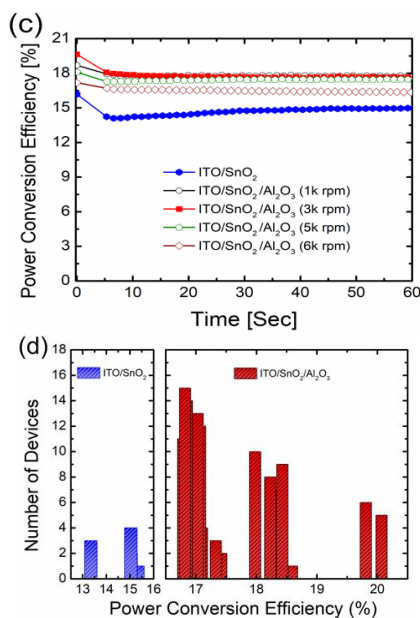 (c)
Power Conversion Efficiency [%]
21
18
15
12
9
6
3
0
ITO/SnO₂
ITO/SnO₂/Al₂O₃ (1k rpm)
ITO/SnO₂/Al₂O₃ (3k rpm)
ITO/SnO₂/Al₂O₃ (5k rpm)
ITO/SnO₂/Al₂O₃ (6k rpm)
0 10 20 30 40 50 60
Time [Sec]
(d)
Number of Devices
18
16
14
12
10
8
6
4
2
0
ITO/SnO₂
ITO/SnO₂/Al₂O₃
13 14 15 16 17 18 19 20
Power Conversion Efficiency (%)